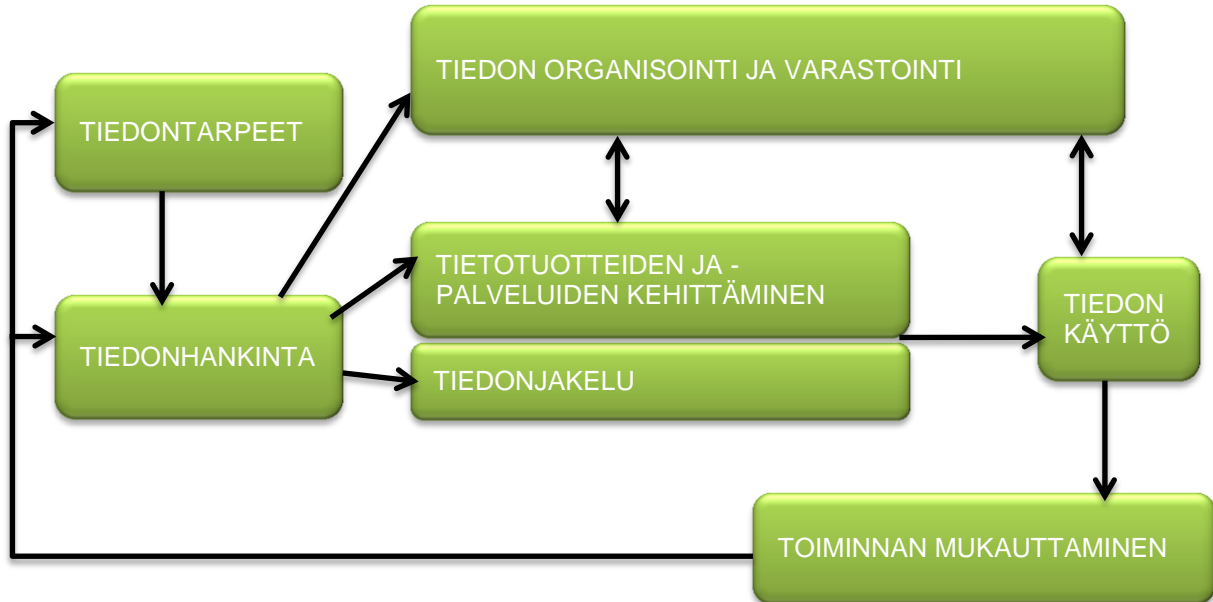 TIEDON ORGANISOINTI JA VARASTOINTI
TIEDONTARPEET
TIETOTUOTTEIDEN JA -
PALVELUIDEN KEHITTÄMINEN
TIEDON
KÄYTTÖ
TIEDONHANKINTA
TIEDONJAKELU
TOIMINNAN MUKAUTTAMINEN